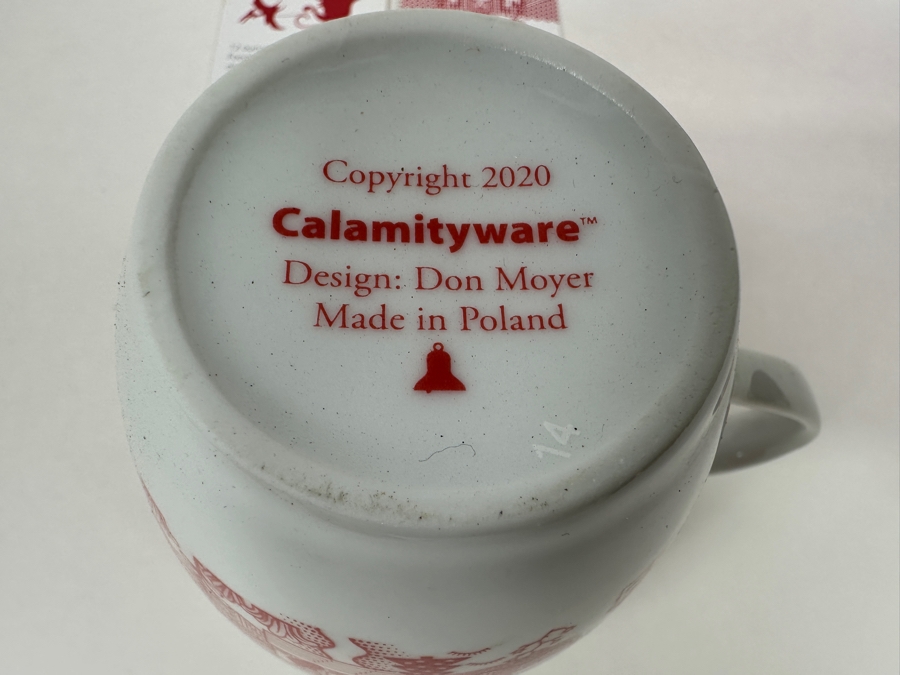 Copyright 2020
Calamityware™
Design: Don Moyer
Made in Poland
14